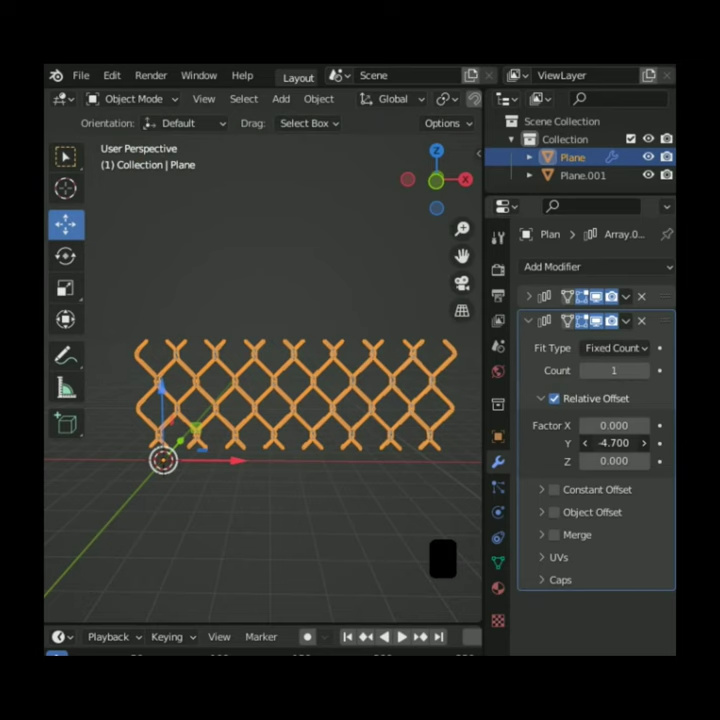 File Edit Render Window Help Layout Scene ViewLayer
Object Mode View Select Add Object Global
Orientation: Default Drag: Select Box Options
User Perspective
(1) Collection | Plane
Z
X
Scene Collection
Collection
Plane
Plane.001
Plan > Array.0...
Add Modifier
Fit Type Fixed Count
Count 1
Relative Offset
Factor X 0.000
Y -4.700
Z 0.000
Constant Offset
Object Offset
Merge
UVs
Caps
Playback Keying View Marker